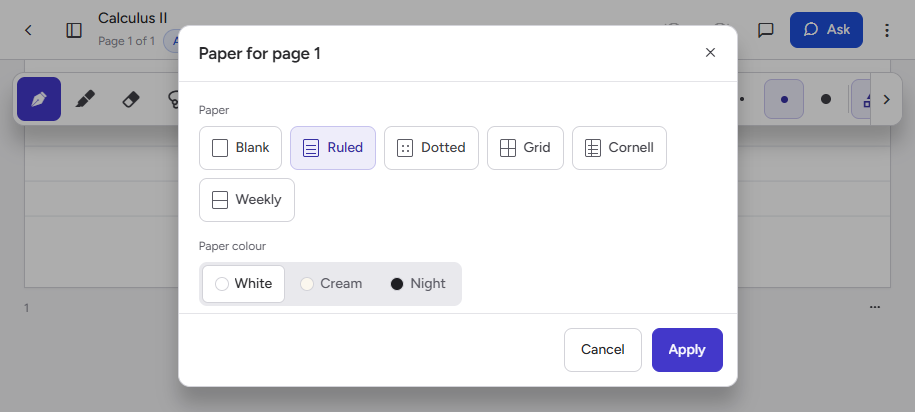 Calculus II
Page 1 of 1
Ask
Paper for page 1
Paper
Blank
Ruled
Dotted
Grid
Cornell
Weekly
Paper colour
White
Cream
Night
1
Cancel
Apply